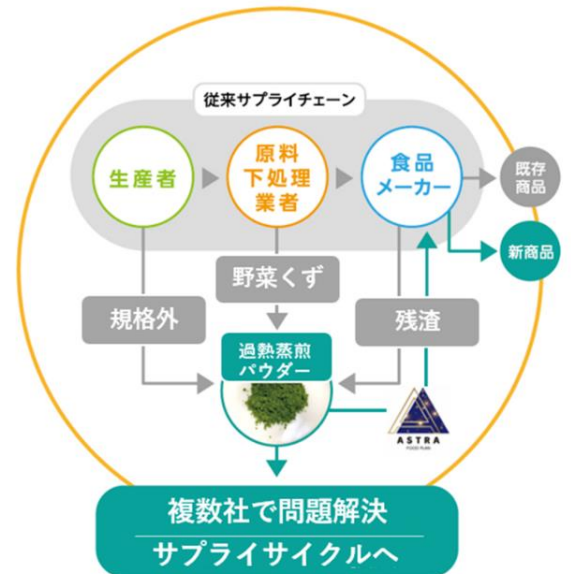 従来サプライチェーン
生産者
原料
下処理
業者
食品
メーカー
既存
商品
新商品
野菜くず
規格外
残渣
過熱蒸煎
パウダー
ASTRA
FOOD PLAN
複数社で問題解決
サプライサイクルへ